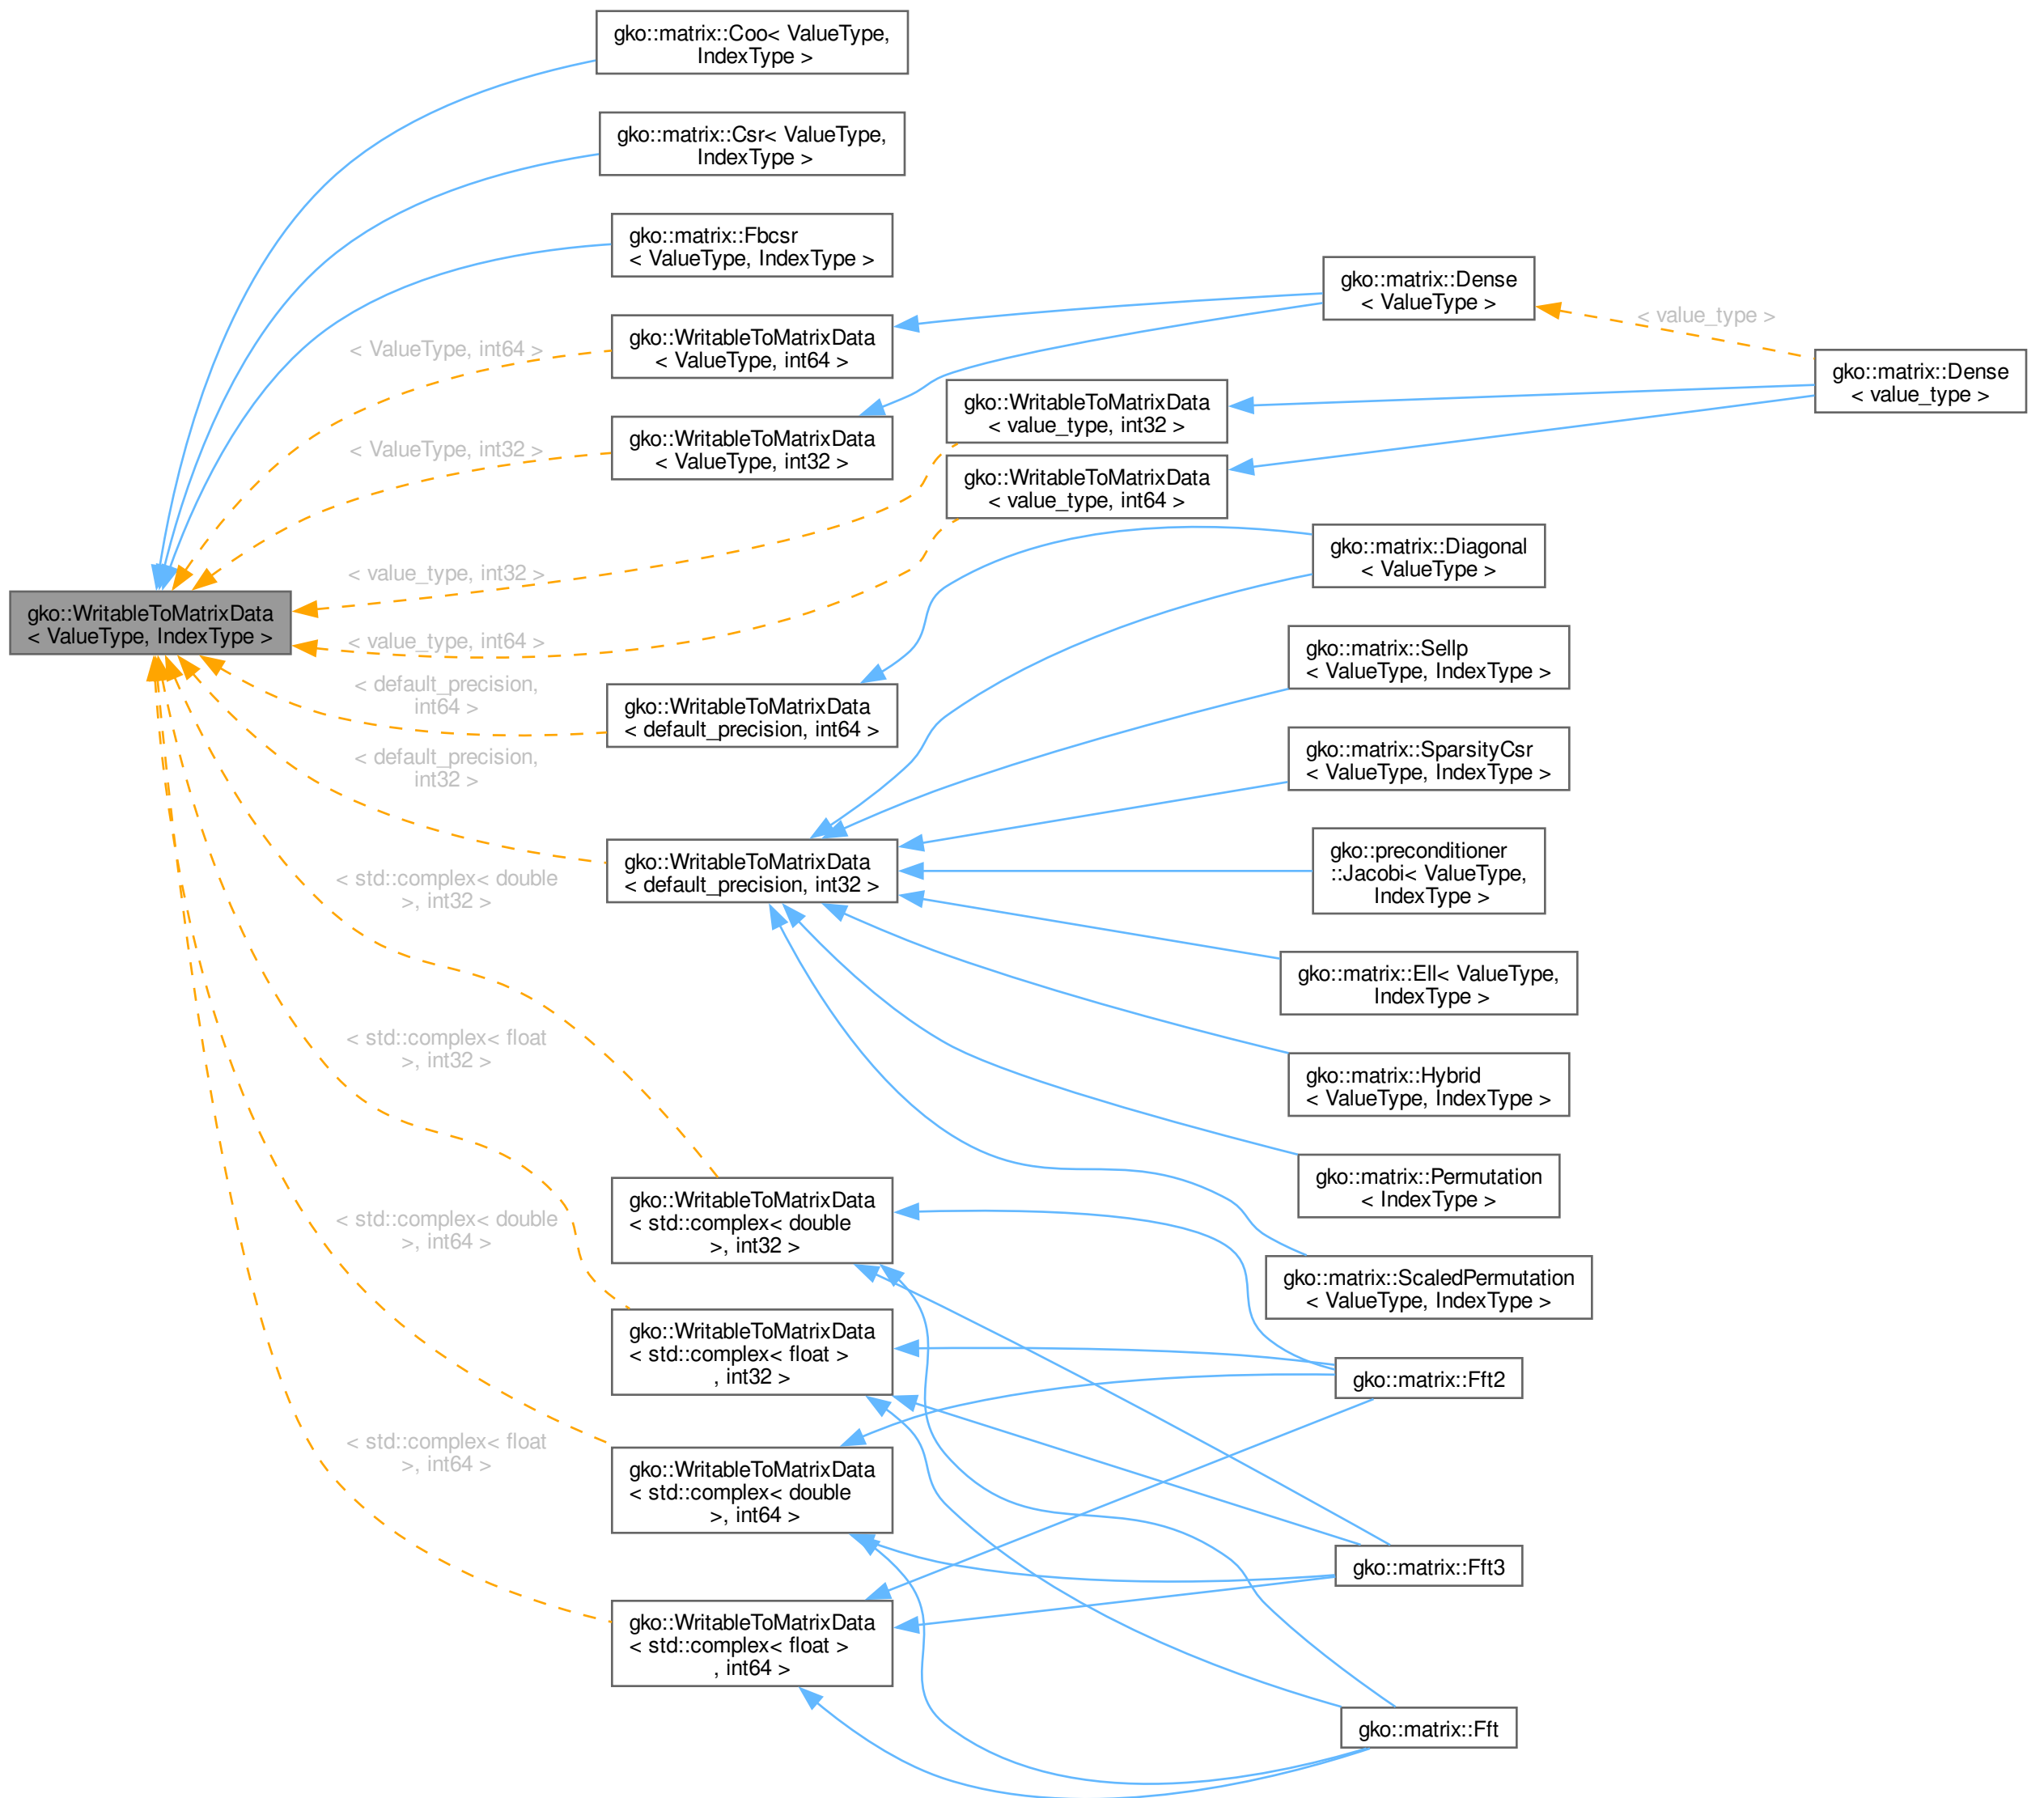 gko::matrix::Coo< ValueType,
IndexType >
gko::matrix::Csr< ValueType,
IndexType >
gko::matrix::Fbcsr
< ValueType, IndexType >
gko::WritableToMatrixData
< ValueType, int64 >
gko::WritableToMatrixData
< ValueType, int32 >
gko::matrix::Dense
< ValueType >
< value_type >
gko::matrix::Dense
< value_type >
gko::WritableToMatrixData
< value_type, int32 >
gko::WritableToMatrixData
< value_type, int64 >
< ValueType, int64 >
< ValueType, int32 >
< value_type, int32 >
< value_type, int64 >
gko::WritableToMatrixData
< ValueType, IndexType >
< default_precision,
int64 >
< default_precision,
int32 >
< std::complex< double
>, int32 >
< std::complex< float
>, int32 >
< std::complex< double
>, int64 >
< std::complex< float
>, int64 >
gko::WritableToMatrixData
< default_precision, int64 >
gko::WritableToMatrixData
< default_precision, int32 >
gko::WritableToMatrixData
< std::complex< double
>, int32 >
gko::WritableToMatrixData
< std::complex< float >
, int32 >
gko::WritableToMatrixData
< std::complex< double
>, int64 >
gko::WritableToMatrixData
< std::complex< float >
, int64 >
gko::matrix::Diagonal
< ValueType >
gko::matrix::Sellp
< ValueType, IndexType >
gko::matrix::SparsityCsr
< ValueType, IndexType >
gko::preconditioner
::Jacobi< ValueType,
IndexType >
gko::matrix::Ell< ValueType,
IndexType >
gko::matrix::Hybrid
< ValueType, IndexType >
gko::matrix::Permutation
< IndexType >
gko::matrix::ScaledPermutation
< ValueType, IndexType >
gko::matrix::Fft2
gko::matrix::Fft3
gko::matrix::Fft